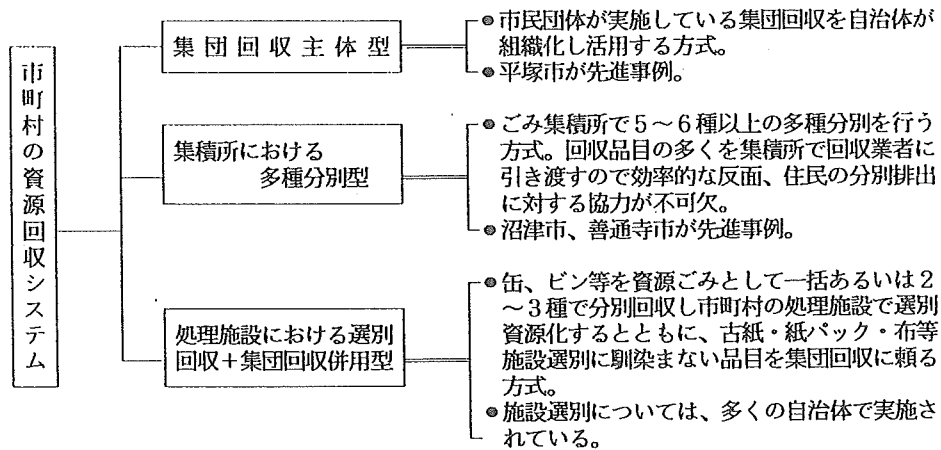 市町村の資源回収システム
集団回収主体型
●市民団体が実施している集団回収を自治体が
組織化し活用する方式。
●平塚市が先進事例。
集積所における
多種分別型
●ごみ集積所で5～6種以上の多種分別を行う
方式。回収品目の多くを集積所で回収業者に
引き渡すので効率的な反面、住民の分別排出
に対する協力が不可欠。
●沼津市、善通寺市が先進事例。
処理施設における選別
回収＋集団回収併用型
●缶、ビン等を資源ごみとして一括あるいは2
～3種で分別回収し市町村の処理施設で選別
資源化するとともに、古紙・紙パック・布等
施設選別に馴染まない品目を集団回収に頼る
方式。
●施設選別については、多くの自治体で実施さ
れている。